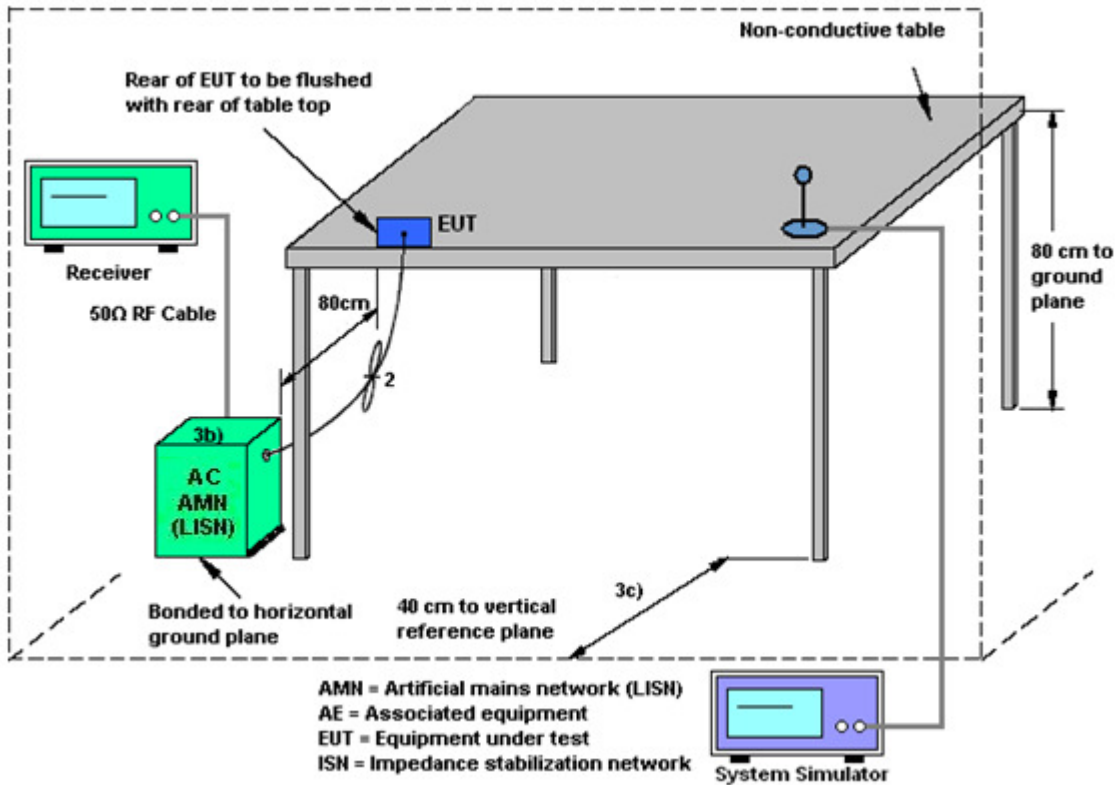 Non-conductive table
Rear of EUT to be flushed
with rear of table top
EUT
Receiver
80 cm to
ground
plane
80cm
50Ω RF Cable
2
3b)
AC
AMN
(LISN)
3c)
Bonded to horizontal
ground plane
40 cm to vertical
reference plane
AMN = Artificial mains network (LISN)
AE = Associated equipment
EUT = Equipment under test
ISN = Impedance stabilization network
System Simulator